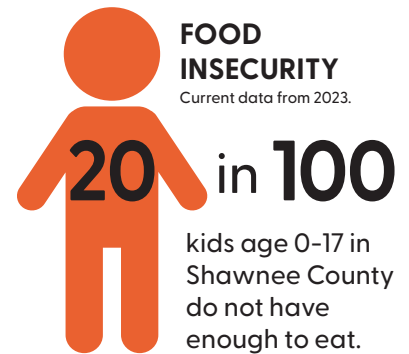 FOOD
INSECURITY
Current data from 2023.
20 in 100
kids age 0-17 in
Shawnee County
do not have
enough to eat.